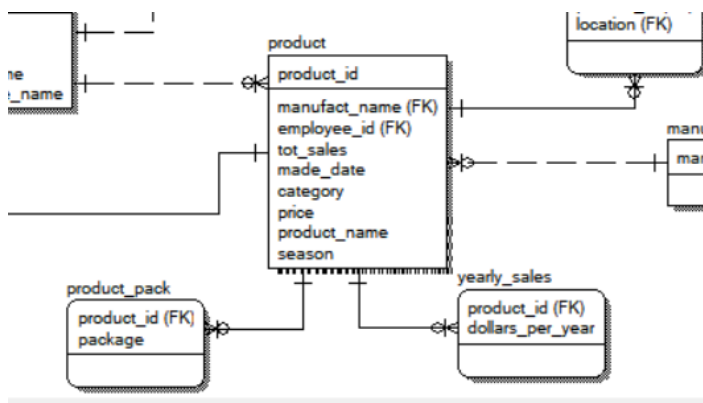 location (FK)
product
product_id
manufact_name (FK)
employee_id (FK)
tot_sales
made_date
category
price
product_name
season
product_pack
product_id (FK)
package
yearly_sales
product_id (FK)
dollars_per_year